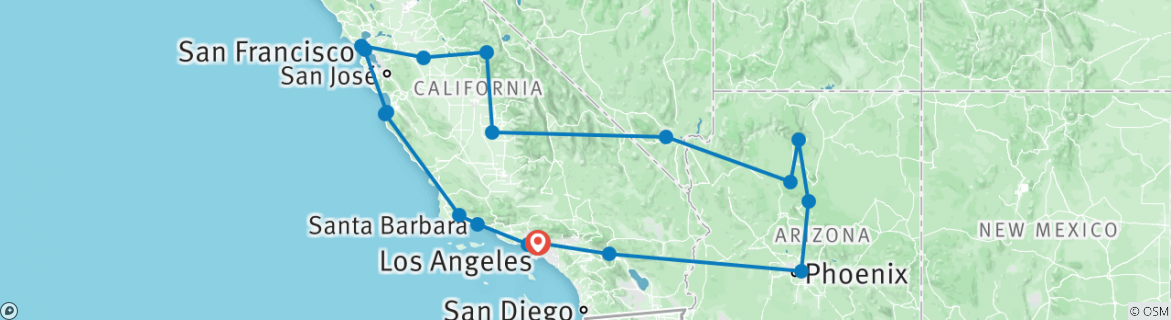 San Francisco
San José
CALIFORNIA
Santa Barbara
Los Angeles
San Diego
ARIZONA
Phoenix
NEW MEXICO
© OSM